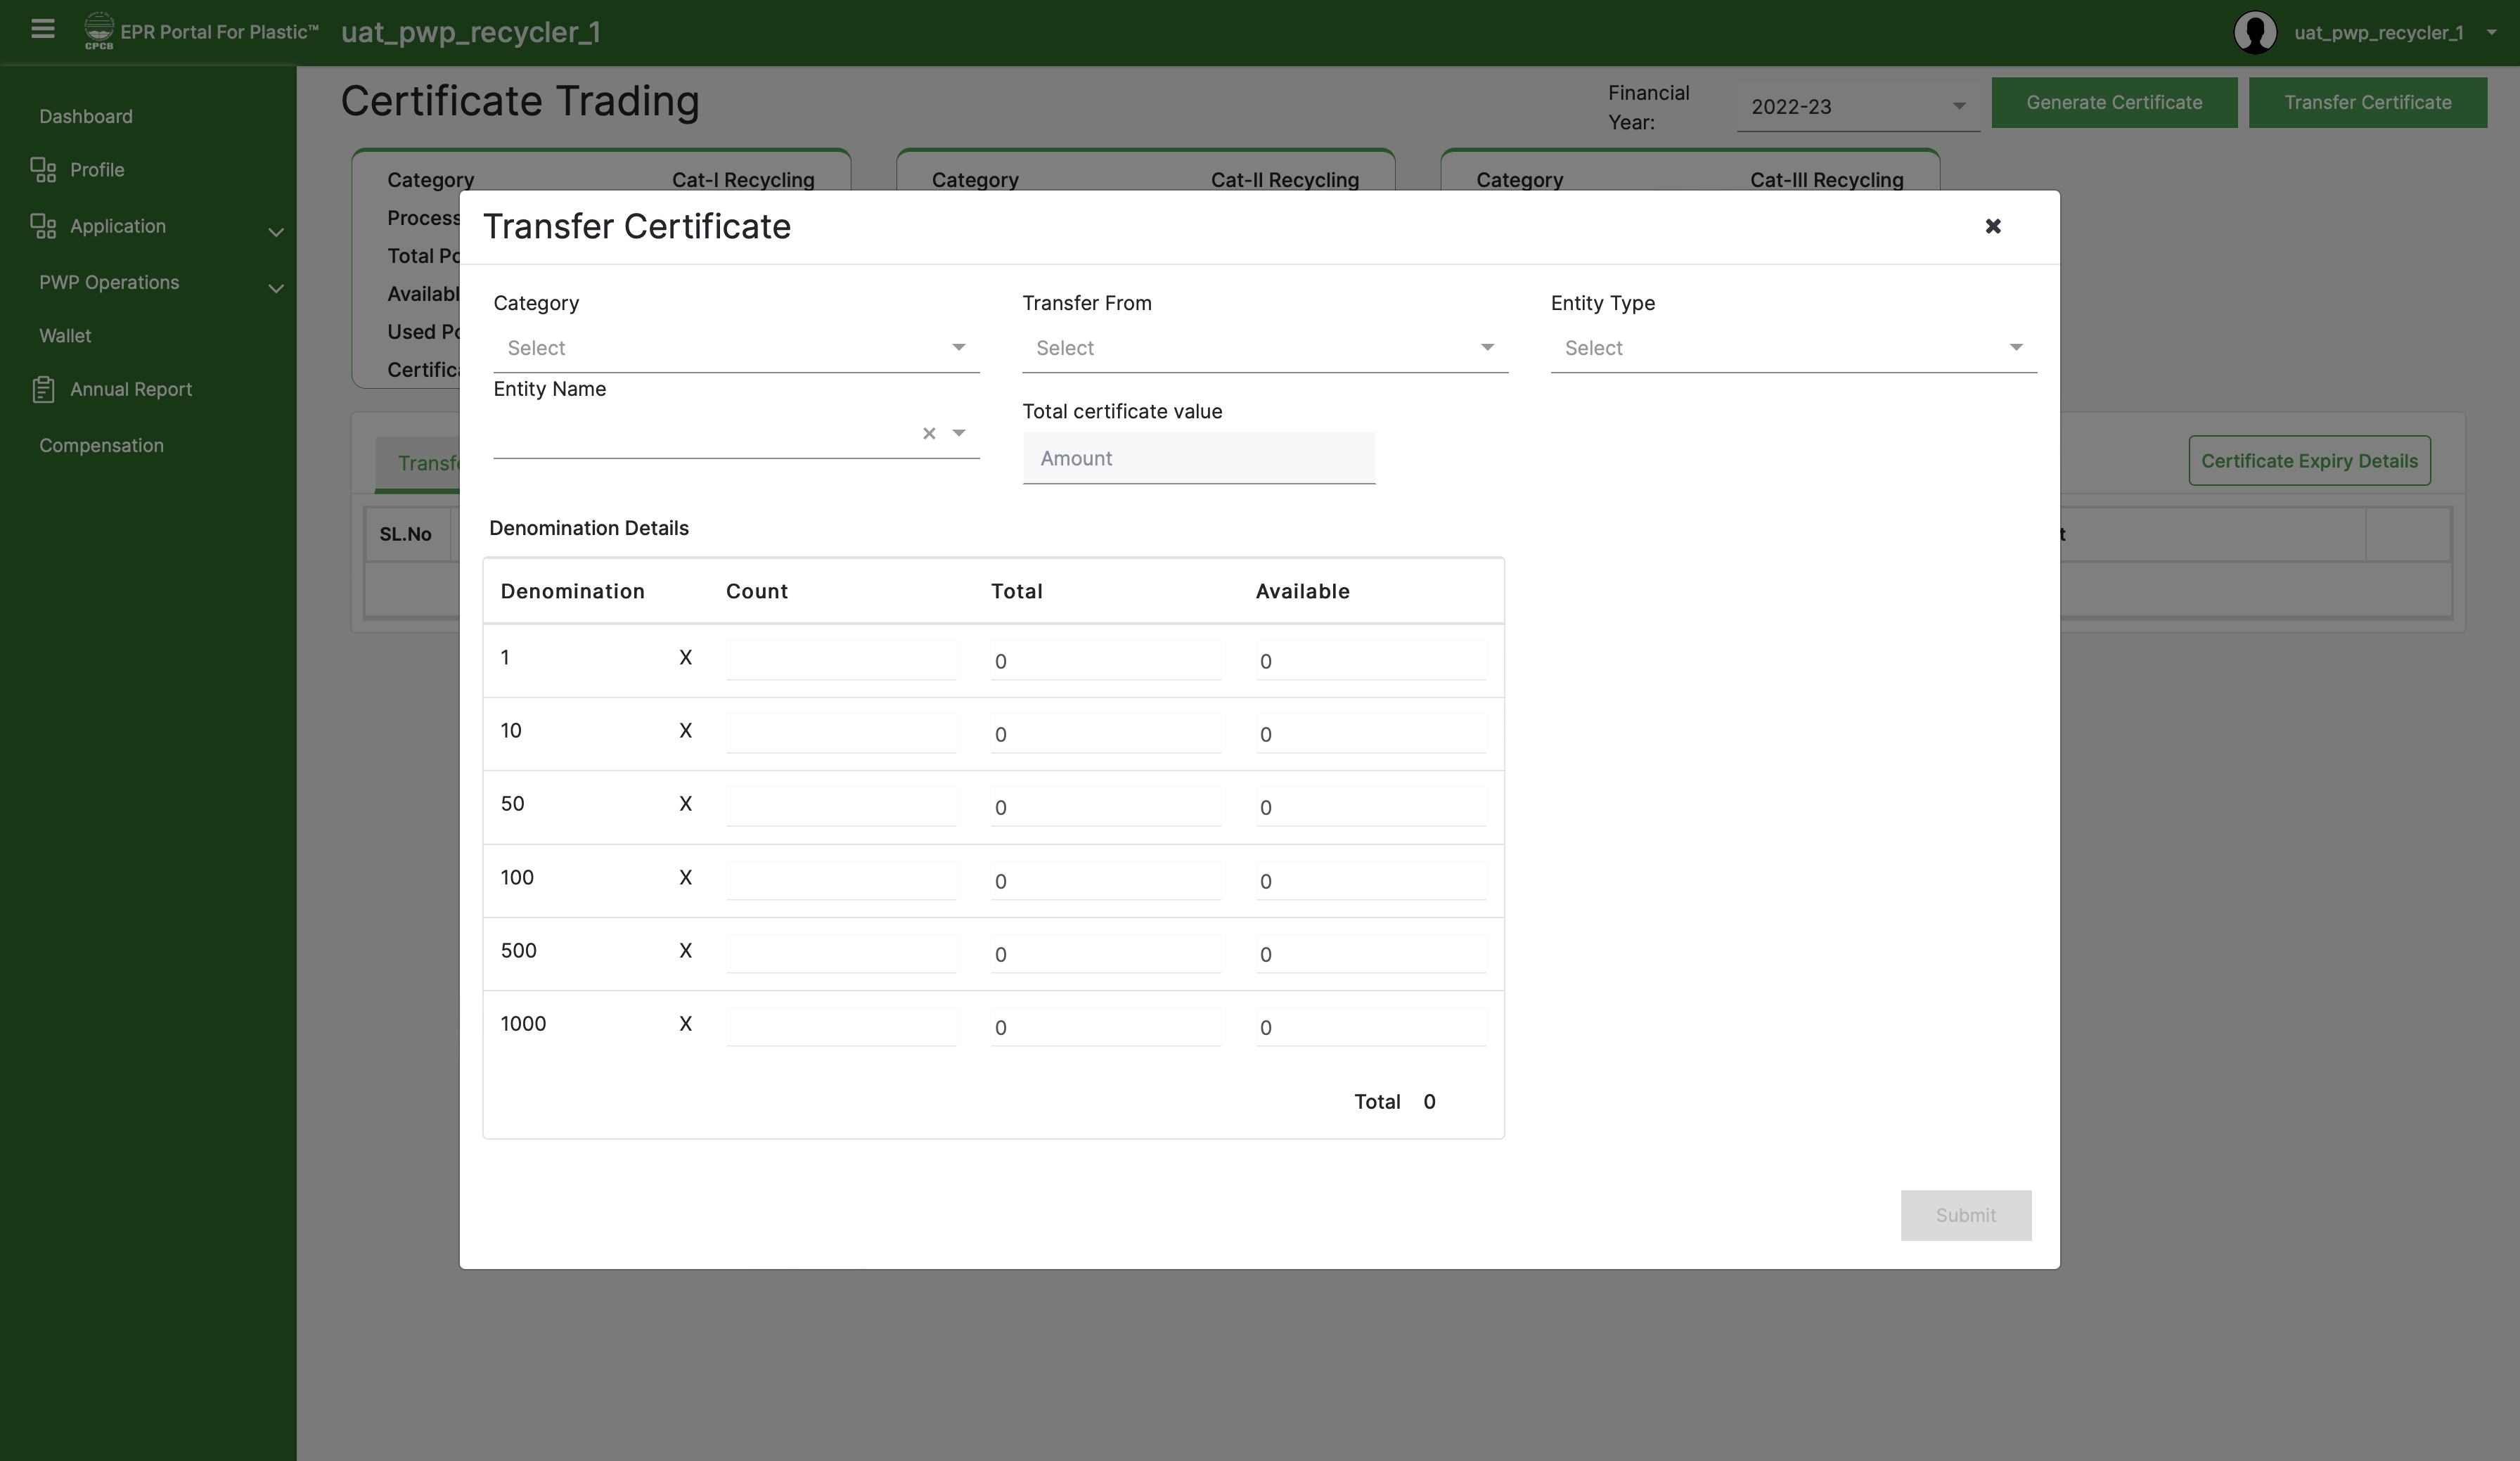 CPCB
EPR Portal For Plastic™
uat_pwp_recycler_1
uat_pwp_recycler_1
Dashboard
Profile
Application
PWP Operations
Wallet
Annual Report
Compensation
Certificate Trading
Financial
Year:
2022-23
Generate Certificate
Transfer Certificate
Category Cat-I Recycling
Category Cat-II Recycling
Category Cat-III Recycling
Process
Total Po
Availabl
Used Po
Certifica
Transfe
Certificate Expiry Details
SL.No
t
Transfer Certificate
Category
Select
Transfer From
Select
Entity Type
Select
Entity Name
Total certificate value
Amount
Denomination Details
Denomination Count Total Available
1 X 0 0
10 X 0 0
50 X 0 0
100 X 0 0
500 X 0 0
1000 X 0 0
Total 0
Submit